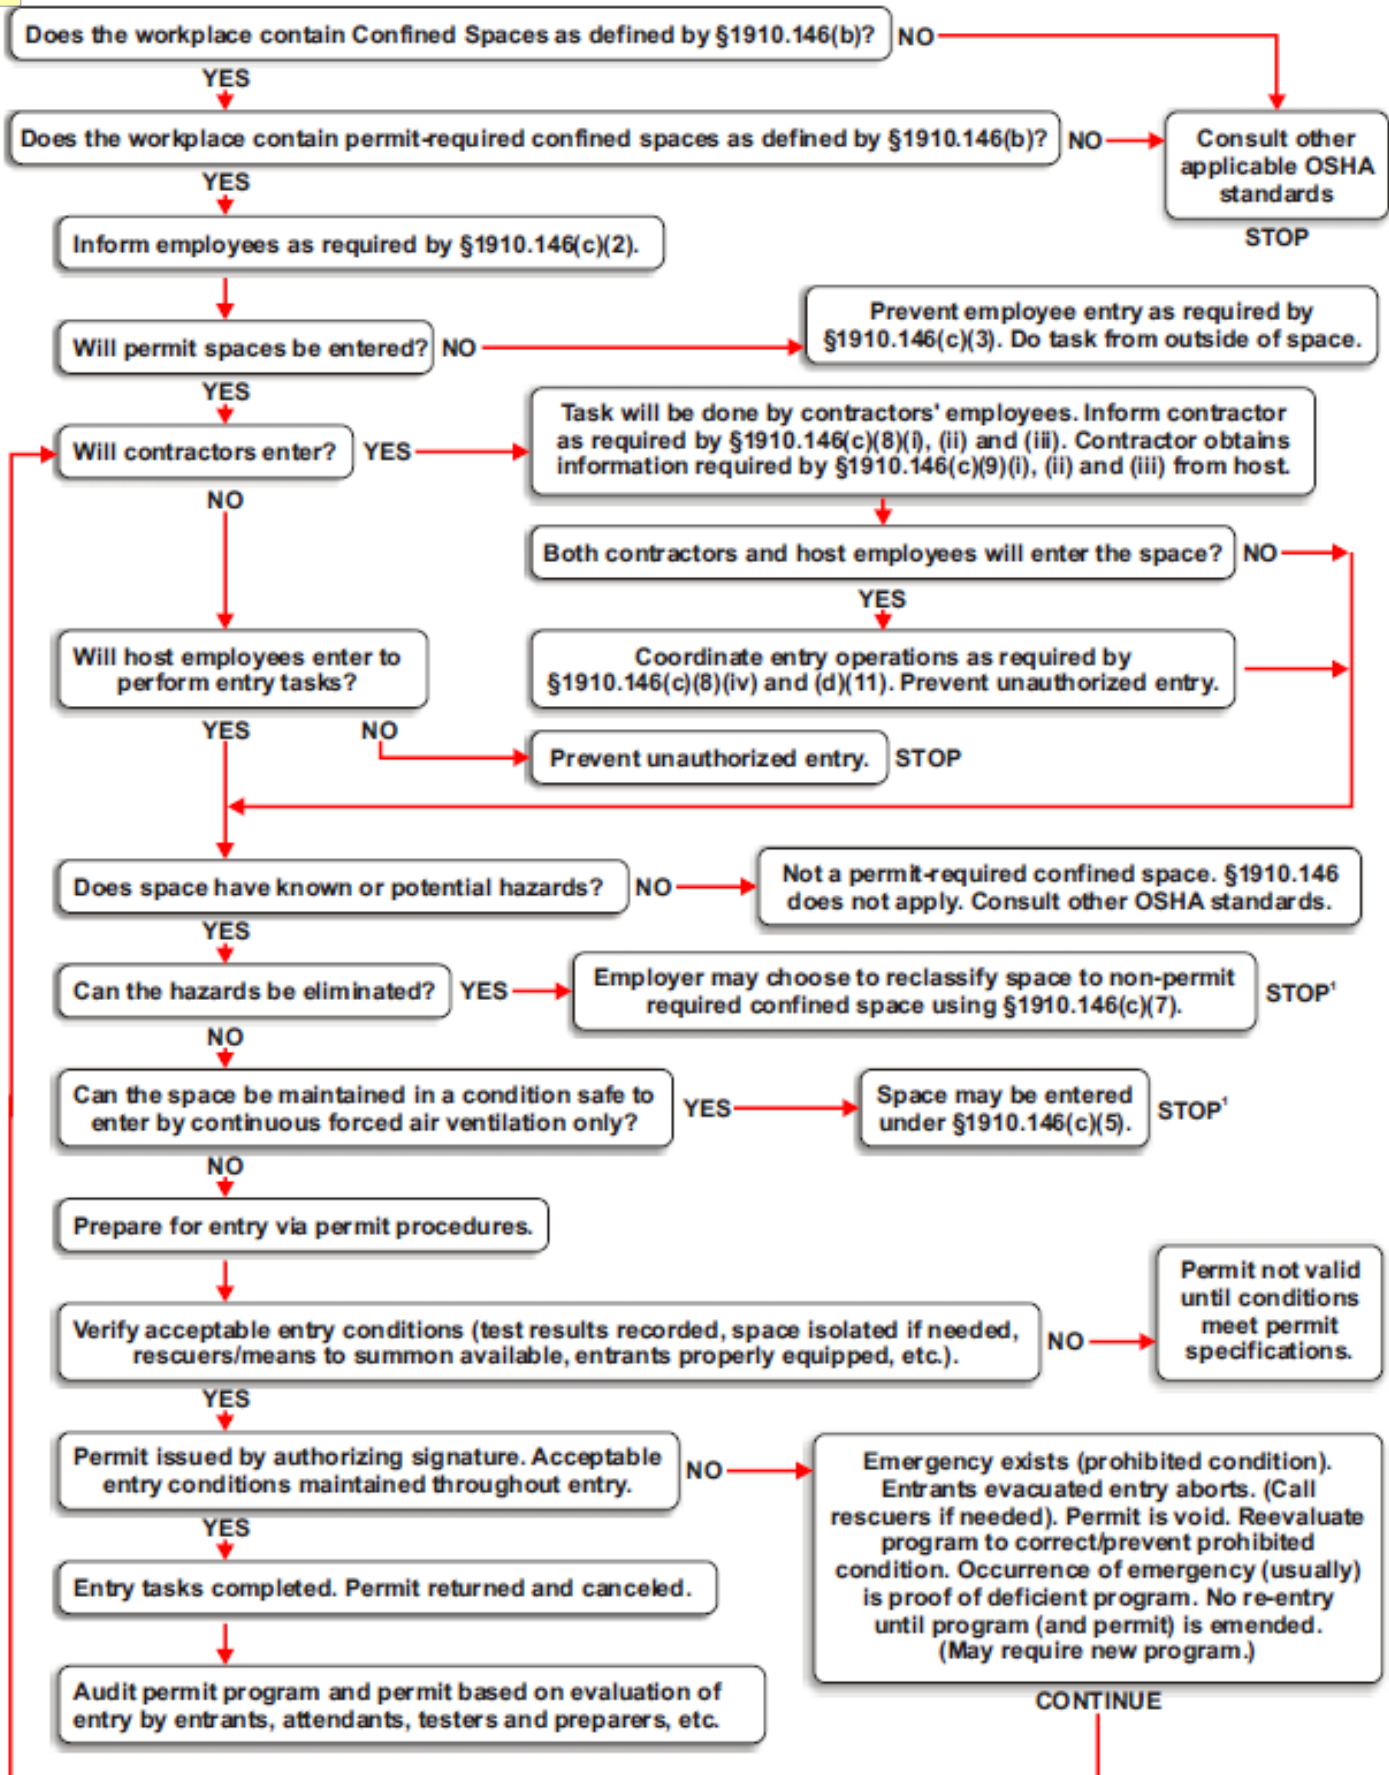 Does the workplace contain Confined Spaces as defined by §1910.146(b)? NO
YES
Does the workplace contain permit-required confined spaces as defined by §1910.146(b)? NO
Consult other
applicable OSHA
standards
STOP
YES
Inform employees as required by §1910.146(c)(2).
Will permit spaces be entered? NO
Prevent employee entry as required by
§1910.146(c)(3). Do task from outside of space.
YES
Will contractors enter? YES
Task will be done by contractors' employees. Inform contractor
as required by §1910.146(c)(8)(i), (ii) and (iii). Contractor obtains
information required by §1910.146(c)(9)(i), (ii) and (iii) from host.
NO
Both contractors and host employees will enter the space? NO
YES
Will host employees enter to
perform entry tasks?
Coordinate entry operations as required by
§1910.146(c)(8)(iv) and (d)(11). Prevent unauthorized entry.
YES NO
Prevent unauthorized entry. STOP
Does space have known or potential hazards? NO
Not a permit-required confined space. §1910.146
does not apply. Consult other OSHA standards.
YES
Can the hazards be eliminated? YES
Employer may choose to reclassify space to non-permit
required confined space using §1910.146(c)(7).
STOP¹
NO
Can the space be maintained in a condition safe to
enter by continuous forced air ventilation only?
YES
Space may be entered
under §1910.146(c)(5).
STOP¹
NO
Prepare for entry via permit procedures.
Verify acceptable entry conditions (test results recorded, space isolated if needed,
rescuers/means to summon available, entrants properly equipped, etc.).
NO
Permit not valid
until conditions
meet permit
specifications.
YES
Permit issued by authorizing signature. Acceptable
entry conditions maintained throughout entry.
NO
Emergency exists (prohibited condition).
Entrants evacuated entry aborts. (Call
rescuers if needed). Permit is void. Reevaluate
program to correct/prevent prohibited
condition. Occurrence of emergency (usually)
is proof of deficient program. No re-entry
until program (and permit) is emended.
(May require new program.)
CONTINUE
YES
Entry tasks completed. Permit returned and canceled.
Audit permit program and permit based on evaluation of
entry by entrants, attendants, testers and preparers, etc.